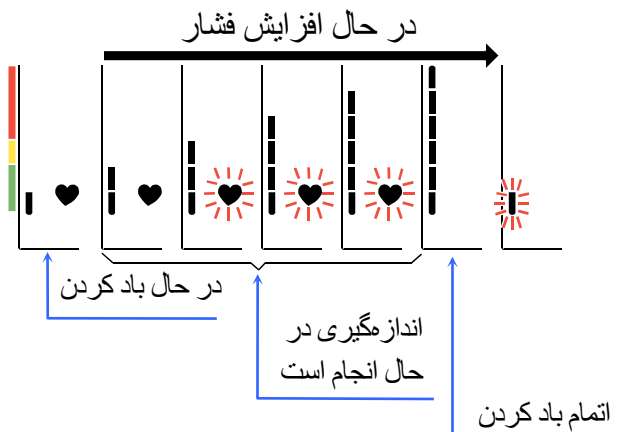 در حال افزایش فشار
در حال باد کردن
اندازه‌گیری در
حال انجام است
اتمام باد کردن